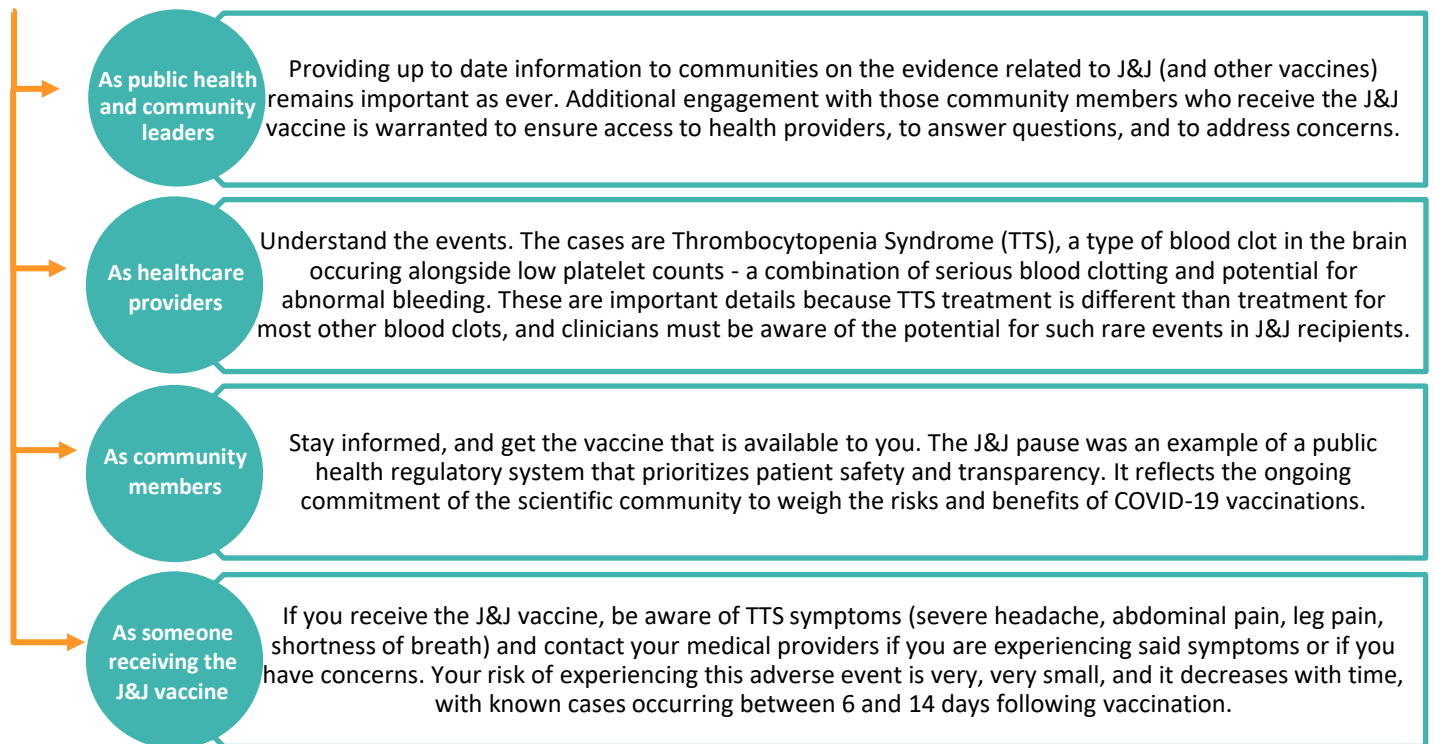 As public health
and community
leaders
Providing up to date information to communities on the evidence related to J&J (and other vaccines)
remains important as ever. Additional engagement with those community members who receive the J&J
vaccine is warranted to ensure access to health providers, to answer questions, and to address concerns.
As healthcare
providers
Understand the events. The cases are Thrombocytopenia Syndrome (TTS), a type of blood clot in the brain
occuring alongside low platelet counts - a combination of serious blood clotting and potential for
abnormal bleeding. These are important details because TTS treatment is different than treatment for
most other blood clots, and clinicians must be aware of the potential for such rare events in J&J recipients.
As community
members
Stay informed, and get the vaccine that is available to you. The J&J pause was an example of a public
health regulatory system that prioritizes patient safety and transparency. It reflects the ongoing
commitment of the scientific community to weigh the risks and benefits of COVID-19 vaccinations.
As someone
receiving the
J&J vaccine
If you receive the J&J vaccine, be aware of TTS symptoms (severe headache, abdominal pain, leg pain,
shortness of breath) and contact your medical providers if you are experiencing said symptoms or if you
have concerns. Your risk of experiencing this adverse event is very, very small, and it decreases with time,
with known cases occurring between 6 and 14 days following vaccination.